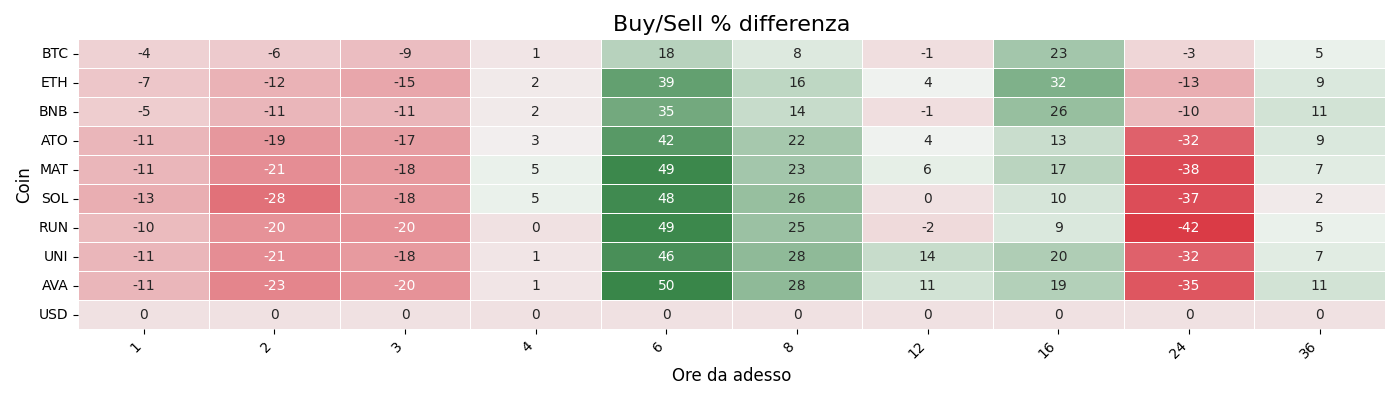 Buy/Sell % differenza
Coin
BTC -4 -6 -9 1 18 8 -1 23 -3 5
ETH -7 -12 -15 2 39 16 4 32 -13 9
BNB -5 -11 -11 2 35 14 -1 26 -10 11
ATO -11 -19 -17 3 42 22 4 13 -32 9
MAT -11 -21 -18 5 49 23 6 17 -38 7
SOL -13 -28 -18 5 48 26 0 10 -37 2
RUN -10 -20 -20 0 49 25 -2 9 -42 5
UNI -11 -21 -18 1 46 28 14 20 -32 7
AVA -11 -23 -20 1 50 28 11 19 -35 11
USD 0 0 0 0 0 0 0 0 0 0
1 2 3 4 6 8 12 16 24 36
Ore da adesso